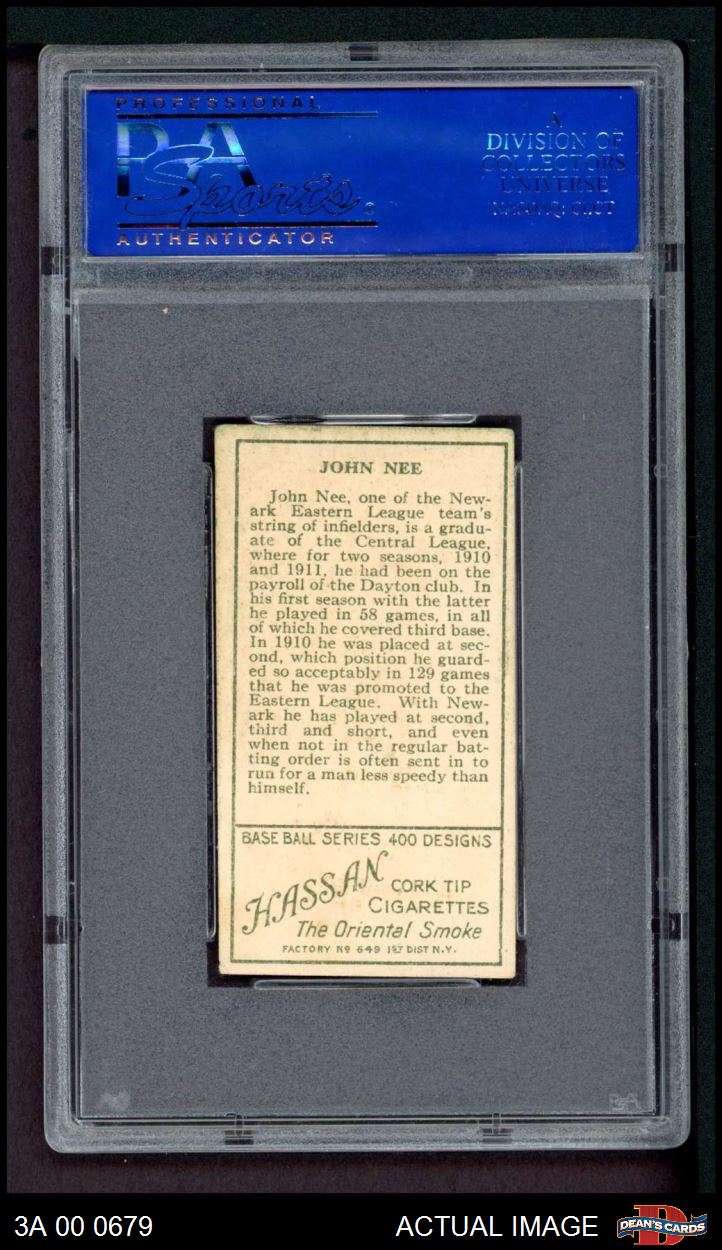 PROFESSIONAL
PSA
Sports
AUTHENTICATOR
A
DIVISION OF
COLLECTORS
UNIVERSE
NASDAQ: CLCT
JOHN NEE
John Nee, one of the New-
ark Eastern League team's
string of infielders, is a gradu-
ate of the Central League,
where for two seasons, 1910
and 1911, he had been on the
payroll of the Dayton club. In
his first season with the latter
he played in 58 games, in all
of which he covered third base.
In 1910 he was placed at sec-
ond, which position he guard-
ed so acceptably in 129 games
that he was promoted to the
Eastern League. With New-
ark he has played at second,
third and short, and even
when not in the regular bat-
ting order is often sent in to
run for a man less speedy than
himself.
BASE BALL SERIES 400 DESIGNS
HASSAN CORK TIP
CIGARETTES
The Oriental Smoke
FACTORY No 649 1ST DIST N.Y.
PSA
3A 00 0679
ACTUAL IMAGE
D
DEAN'S CARDS